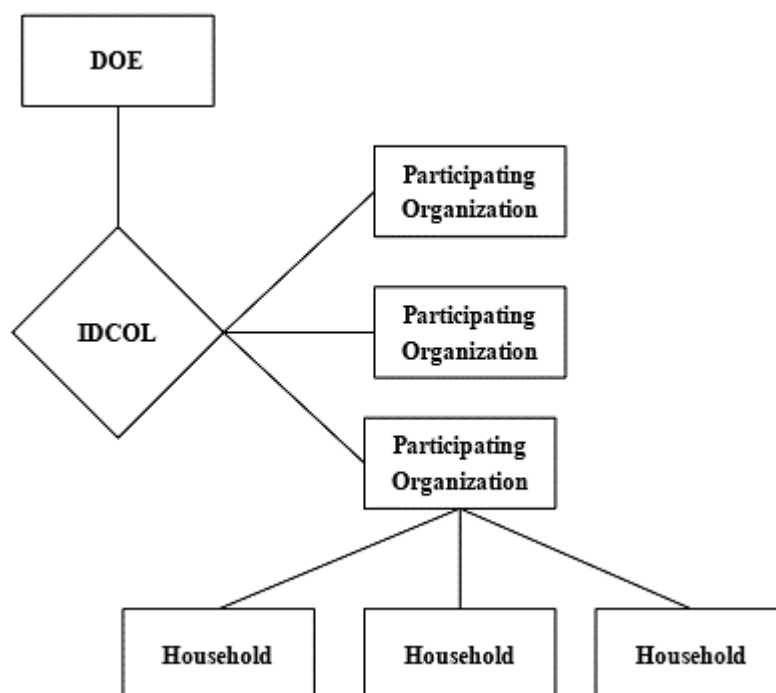 DOE
Participating
Organization
IDCOL
Participating
Organization
Participating
Organization
Household
Household
Household